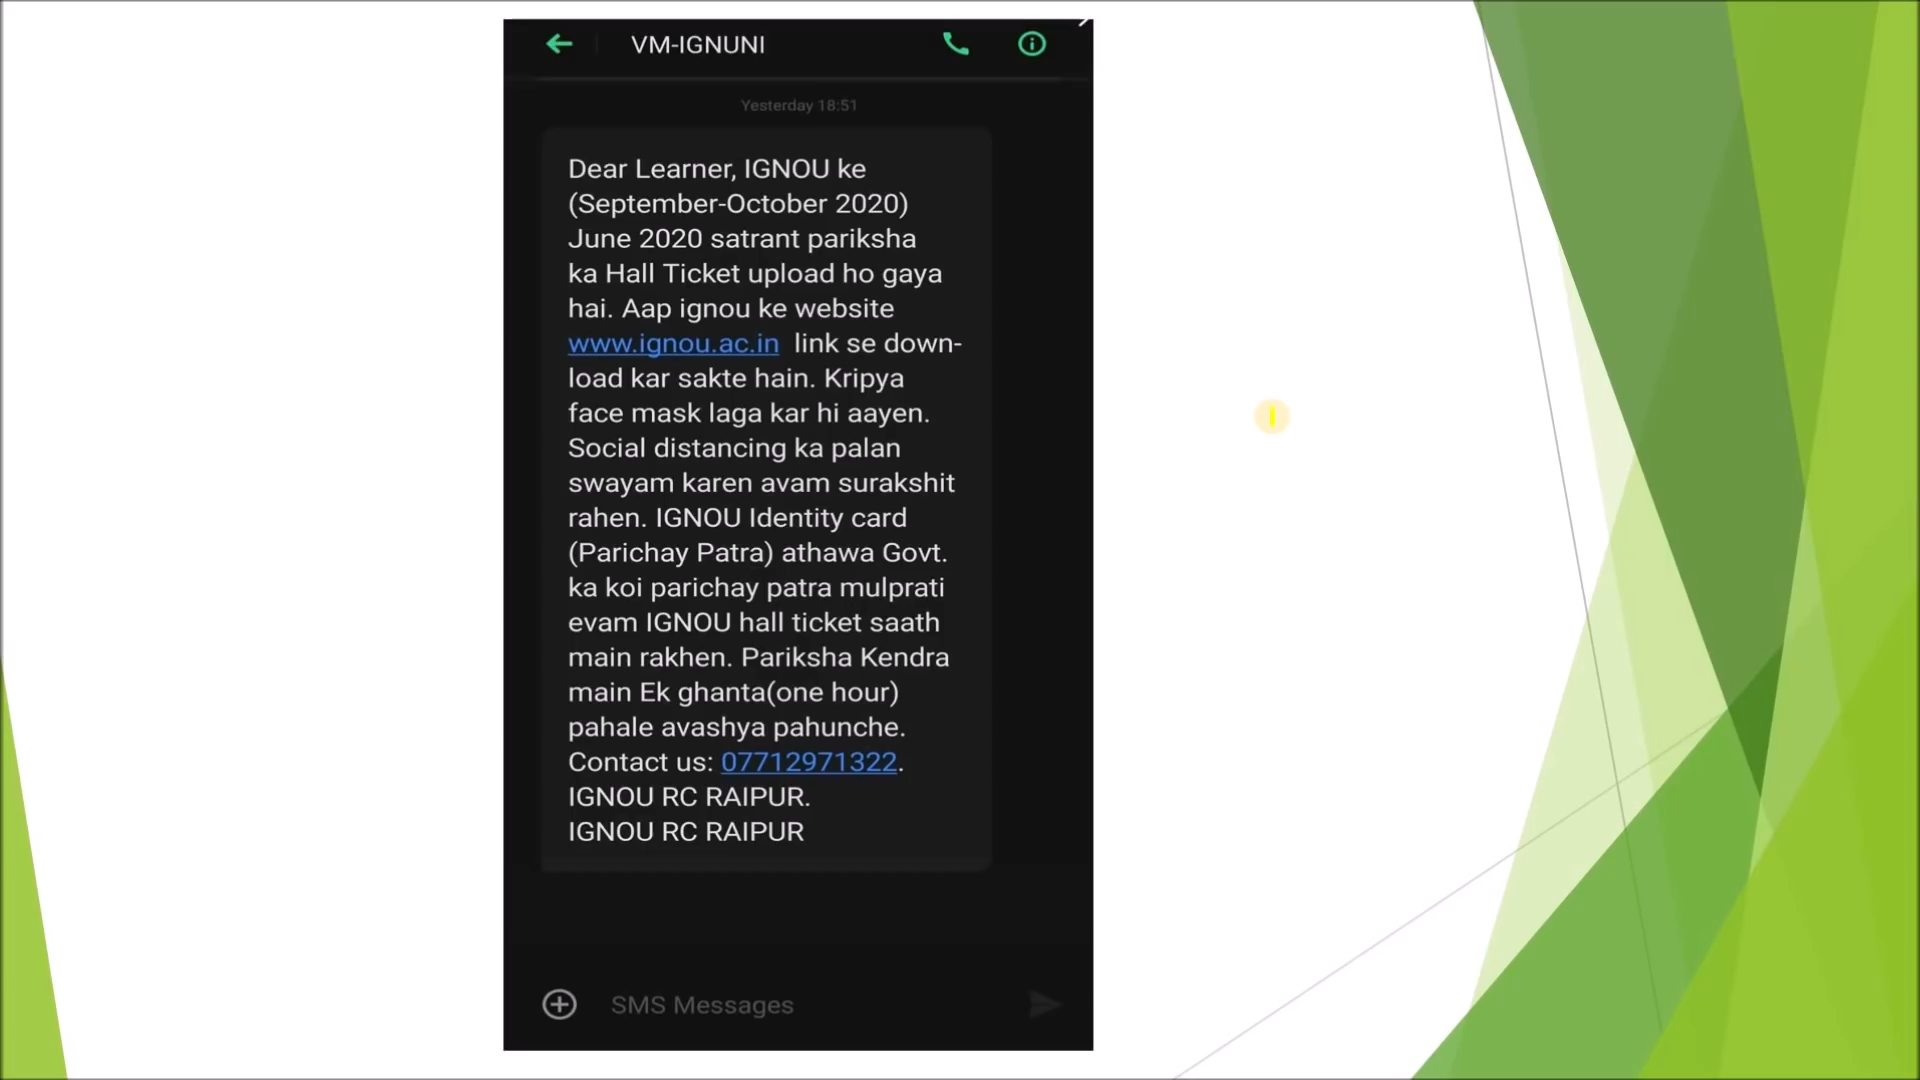 VM-IGNUNI
Yesterday 18:51
Dear Learner, IGNOU ke
(September-October 2020)
June 2020 satrant pariksha
ka Hall Ticket upload ho gaya
hai. Aap ignou ke website
www.ignou.ac.in link se down-
load kar sakte hain. Kripya
face mask laga kar hi aayen.
Social distancing ka palan
swayam karen avam surakshit
rahen. IGNOU Identity card
(Parichay Patra) athawa Govt.
ka koi parichay patra mulprati
evam IGNOU hall ticket saath
main rakhen. Pariksha Kendra
main Ek ghanta(one hour)
pahale avashya pahunche.
Contact us: 07712971322.
IGNOU RC RAIPUR.
IGNOU RC RAIPUR
SMS Messages